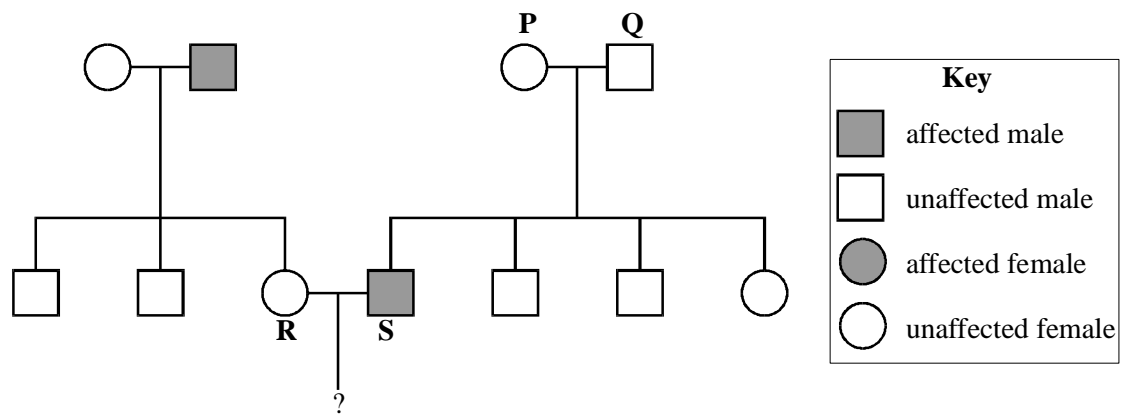 P Q
R S
?
Key
affected male
unaffected male
affected female
unaffected female